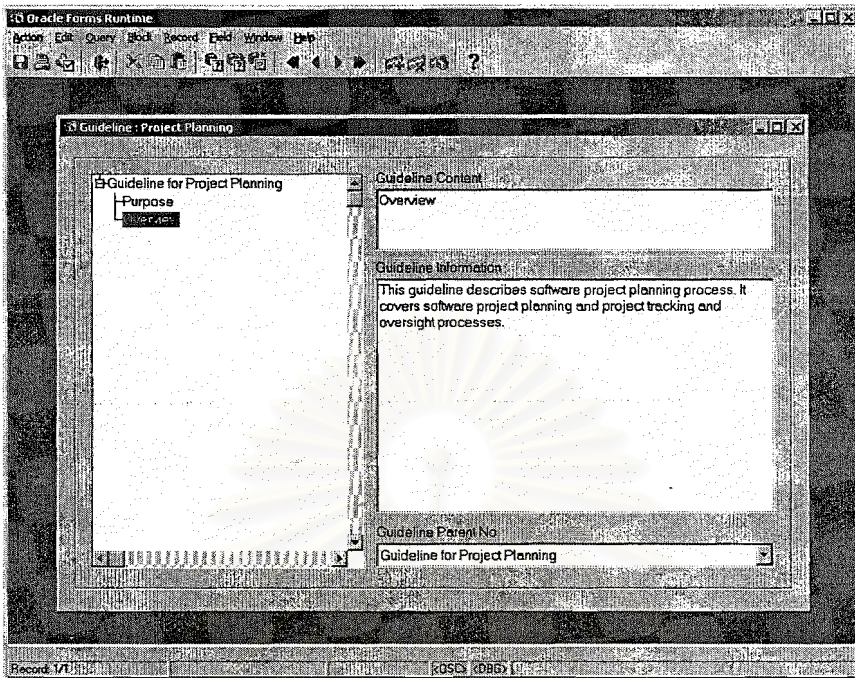 Oracle Forms Runtime
Action Edit Query Block Record Field Window Help
Guideline : Project Planning
Guideline for Project Planning
Purpose
Overview
Guideline Content
Overview
Guideline Information
This guideline describes software project planning process. It
covers software project planning and project tracking and
oversight processes.
Guideline Parent No
Guideline for Project Planning
Record: 1/1 <OSC> <DBG>